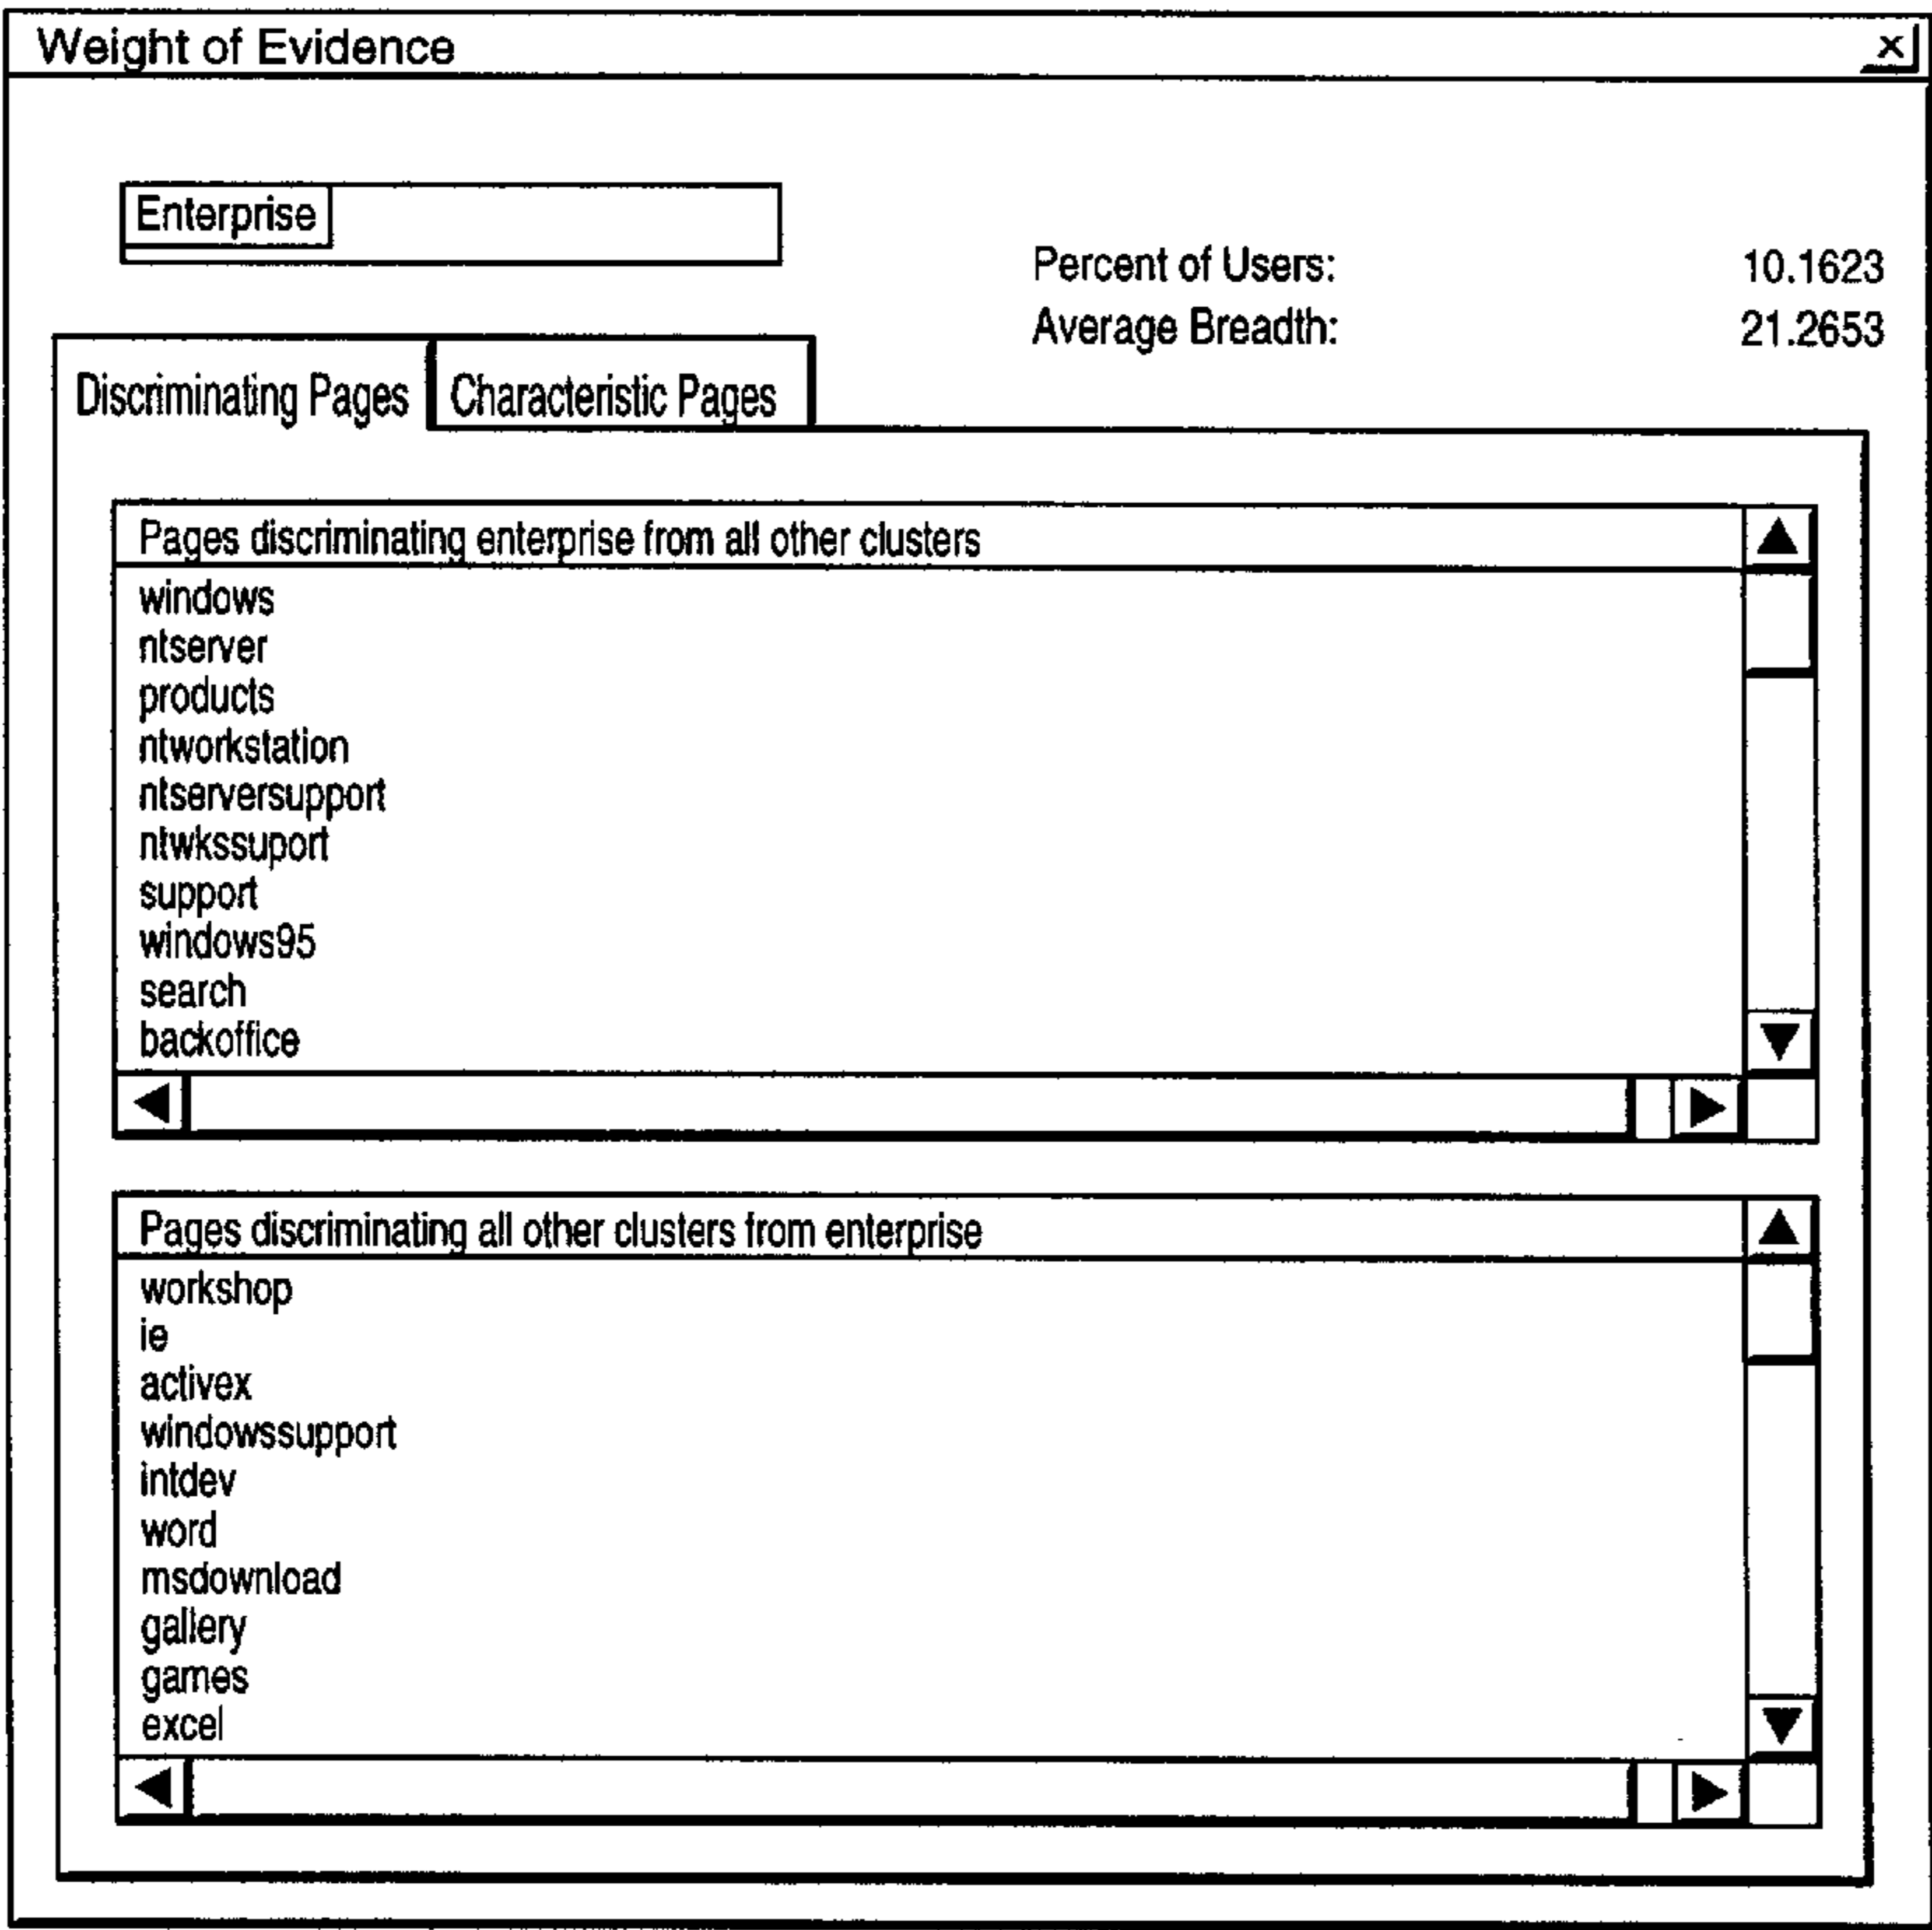 Weight of Evidence
x
Enterprise
Percent of Users: 10.1623
Average Breadth: 21.2653
Discriminating Pages Characteristic Pages
Pages discriminating enterprise from all other clusters
windows
ntserver
products
ntworkstation
ntserversupport
ntwkssuport
support
windows95
search
backoffice
Pages discriminating all other clusters from enterprise
workshop
ie
activex
windowssupport
intdev
word
msdownload
gallery
games
excel